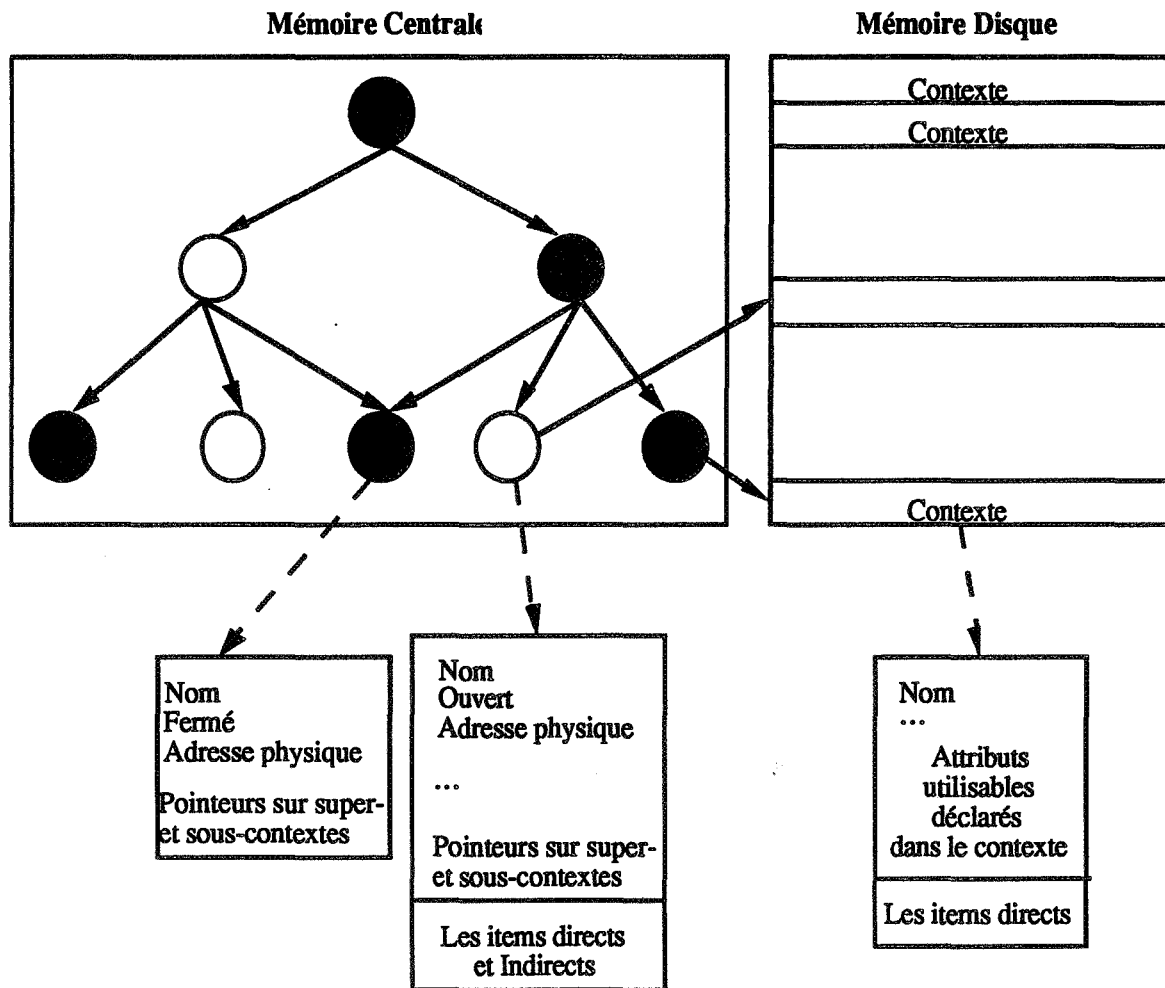 Mémoire Centrale
Mémoire Disque
Contexte
Contexte
Contexte
Nom
Fermé
Adresse physique
Pointeurs sur super-
et sous-contextes
Nom
Ouvert
Adresse physique
...
Pointeurs sur super-
et sous-contextes
Les items directs
et Indirects
Nom
...
Attributs
utilisables
déclarés
dans le contexte
Les items directs